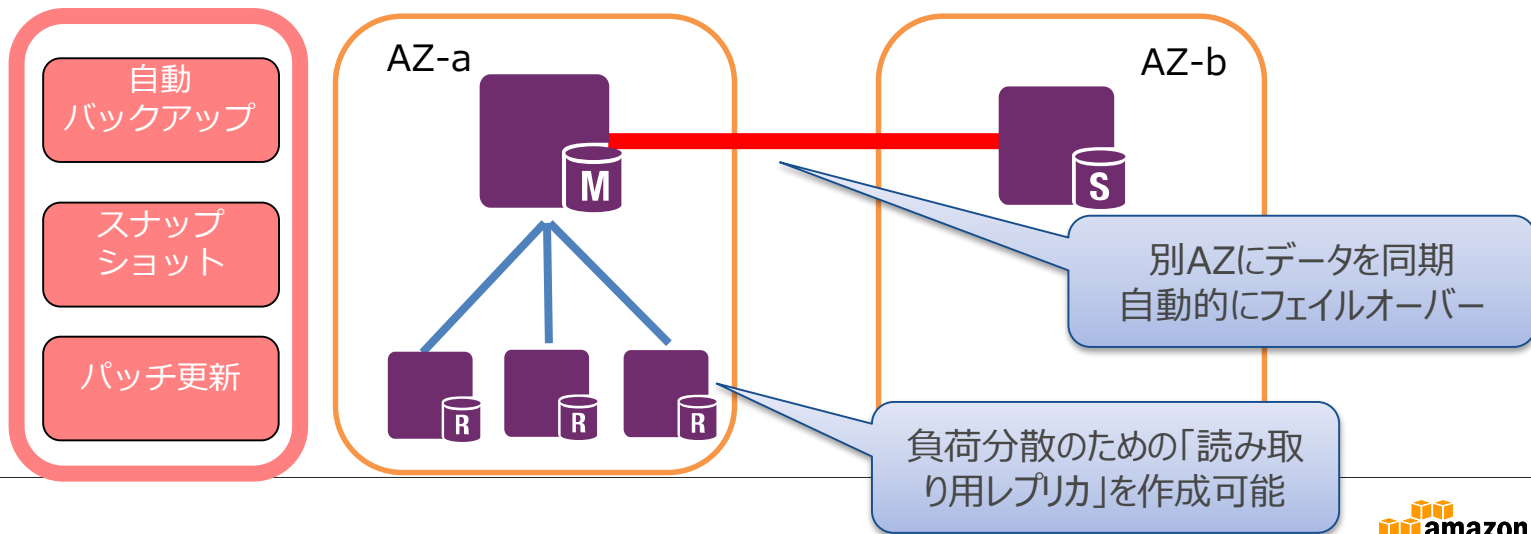 自動
バックアップ
スナップ
ショット
パッチ更新
AZ-a
M
R
R
R
AZ-b
S
別AZにデータを同期
自動的にフェイルオーバー
負荷分散のための「読み取
り用レプリカ」を作成可能
amazon